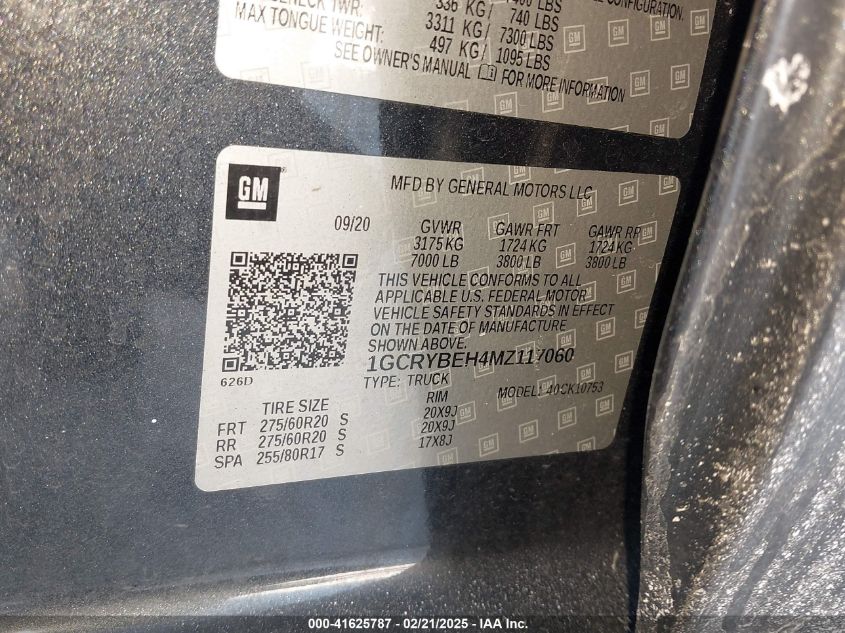 336 KG / 740 LBS
MAX TONGUE WEIGHT: 3311 KG / 7300 LBS
497 KG / 1095 LBS
SEE OWNER'S MANUAL FOR MORE INFORMATION
CONFIGURATION.
GM
MFD BY GENERAL MOTORS LLC
09/20 GVWR GAWR FRT GAWR RR
3175 KG 1724 KG 1724 KG
7000 LB 3800 LB 3800 LB
THIS VEHICLE CONFORMS TO ALL
APPLICABLE U.S. FEDERAL MOTOR
VEHICLE SAFETY STANDARDS IN EFFECT
ON THE DATE OF MANUFACTURE
SHOWN ABOVE.
1GCRYBEH4MZ117060
626D
TYPE: TRUCK MODEL: 40CK10753
TIRE SIZE RIM
FRT 275/60R20 S 20X9J
RR 275/60R20 S 20X9J
SPA 255/80R17 S 17X8J
000-41625787 - 02/21/2025 - © IAA, Inc.